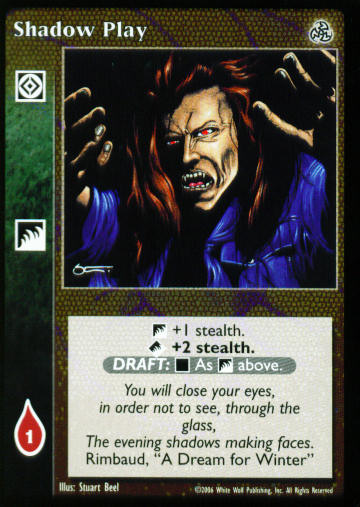 Shadow Play
+1 stealth.
+2 stealth.
DRAFT: As above.
You will close your eyes,
in order not to see, through the
glass,
The evening shadows making faces.
Rimbaud, “A Dream for Winter”
1
Illus: Stuart Beel
©2006 White Wolf Publishing, Inc. All Rights Reserved